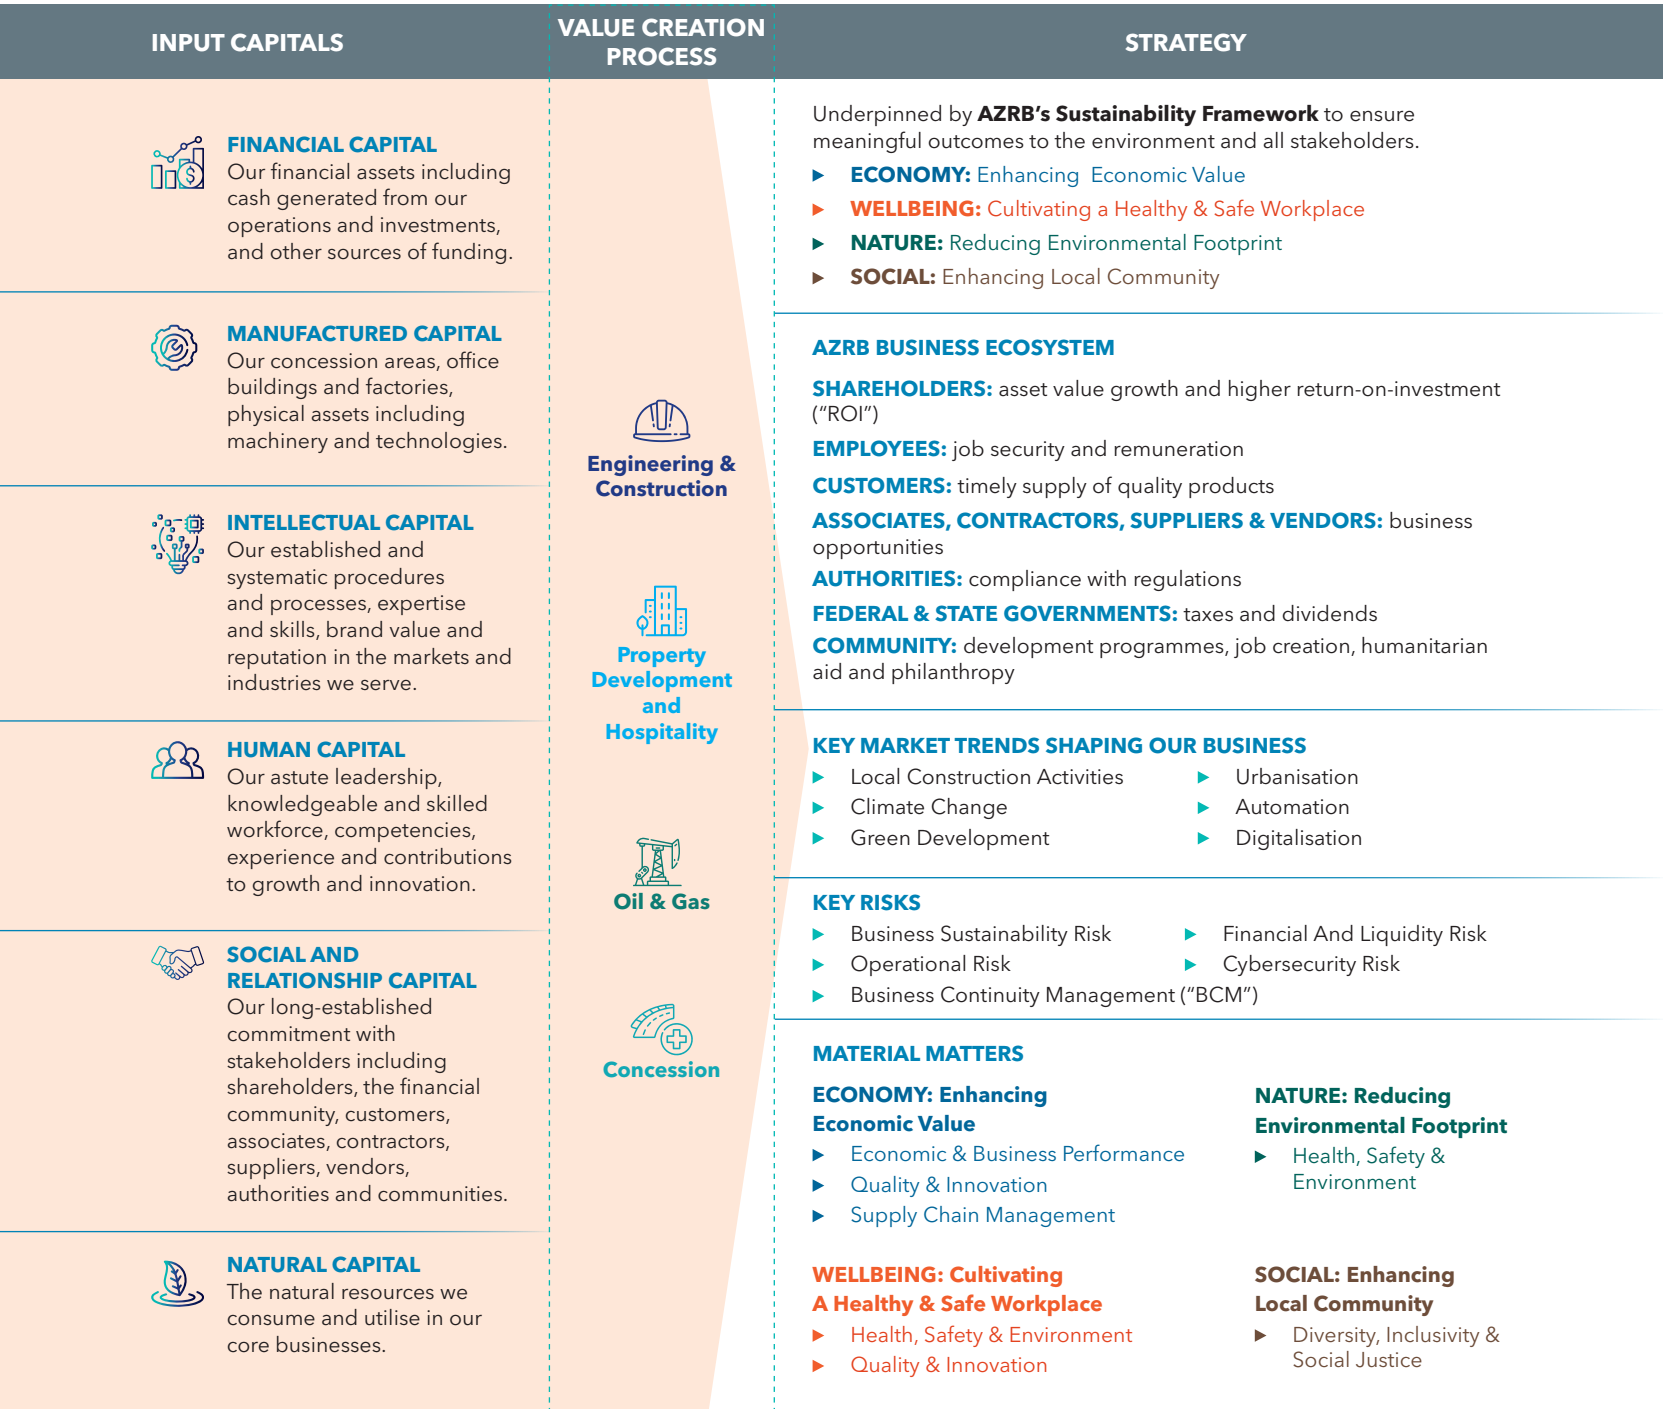 INPUT CAPITALS
VALUE CREATION
PROCESS
STRATEGY
FINANCIAL CAPITAL
Our financial assets including
cash generated from our
operations and investments,
and other sources of funding.
MANUFACTURED CAPITAL
Our concession areas, office
buildings and factories,
physical assets including
machinery and technologies.
INTELLECTUAL CAPITAL
Our established and
systematic procedures
and processes, expertise
and skills, brand value and
reputation in the markets and
industries we serve.
HUMAN CAPITAL
Our astute leadership,
knowledgeable and skilled
workforce, competencies,
experience and contributions
to growth and innovation.
SOCIAL AND
RELATIONSHIP CAPITAL
Our long-established
commitment with
stakeholders including
shareholders, the financial
community, customers,
associates, contractors,
suppliers, vendors,
authorities and communities.
NATURAL CAPITAL
The natural resources we
consume and utilise in our
core businesses.
Engineering &
Construction
Property
Development
and
Hospitality
Oil & Gas
Concession
Underpinned by AZRB's Sustainability Framework to ensure
meaningful outcomes to the environment and all stakeholders.
► ECONOMY: Enhancing Economic Value
► WELLBEING: Cultivating a Healthy & Safe Workplace
► NATURE: Reducing Environmental Footprint
► SOCIAL: Enhancing Local Community
AZRB BUSINESS ECOSYSTEM
SHAREHOLDERS: asset value growth and higher return-on-investment
("ROI")
EMPLOYEES: job security and remuneration
CUSTOMERS: timely supply of quality products
ASSOCIATES, CONTRACTORS, SUPPLIERS & VENDORS: business
opportunities
AUTHORITIES: compliance with regulations
FEDERAL & STATE GOVERNMENTS: taxes and dividends
COMMUNITY: development programmes, job creation, humanitarian
aid and philanthropy
KEY MARKET TRENDS SHAPING OUR BUSINESS
► Local Construction Activities
► Climate Change
► Green Development
► Urbanisation
► Automation
► Digitalisation
KEY RISKS
► Business Sustainability Risk
► Operational Risk
► Business Continuity Management ("BCM")
► Financial And Liquidity Risk
► Cybersecurity Risk
MATERIAL MATTERS
ECONOMY: Enhancing
Economic Value
► Economic & Business Performance
► Quality & Innovation
► Supply Chain Management
NATURE: Reducing
Environmental Footprint
► Health, Safety &
Environment
WELLBEING: Cultivating
A Healthy & Safe Workplace
► Health, Safety & Environment
► Quality & Innovation
SOCIAL: Enhancing
Local Community
► Diversity, Inclusivity &
Social Justice